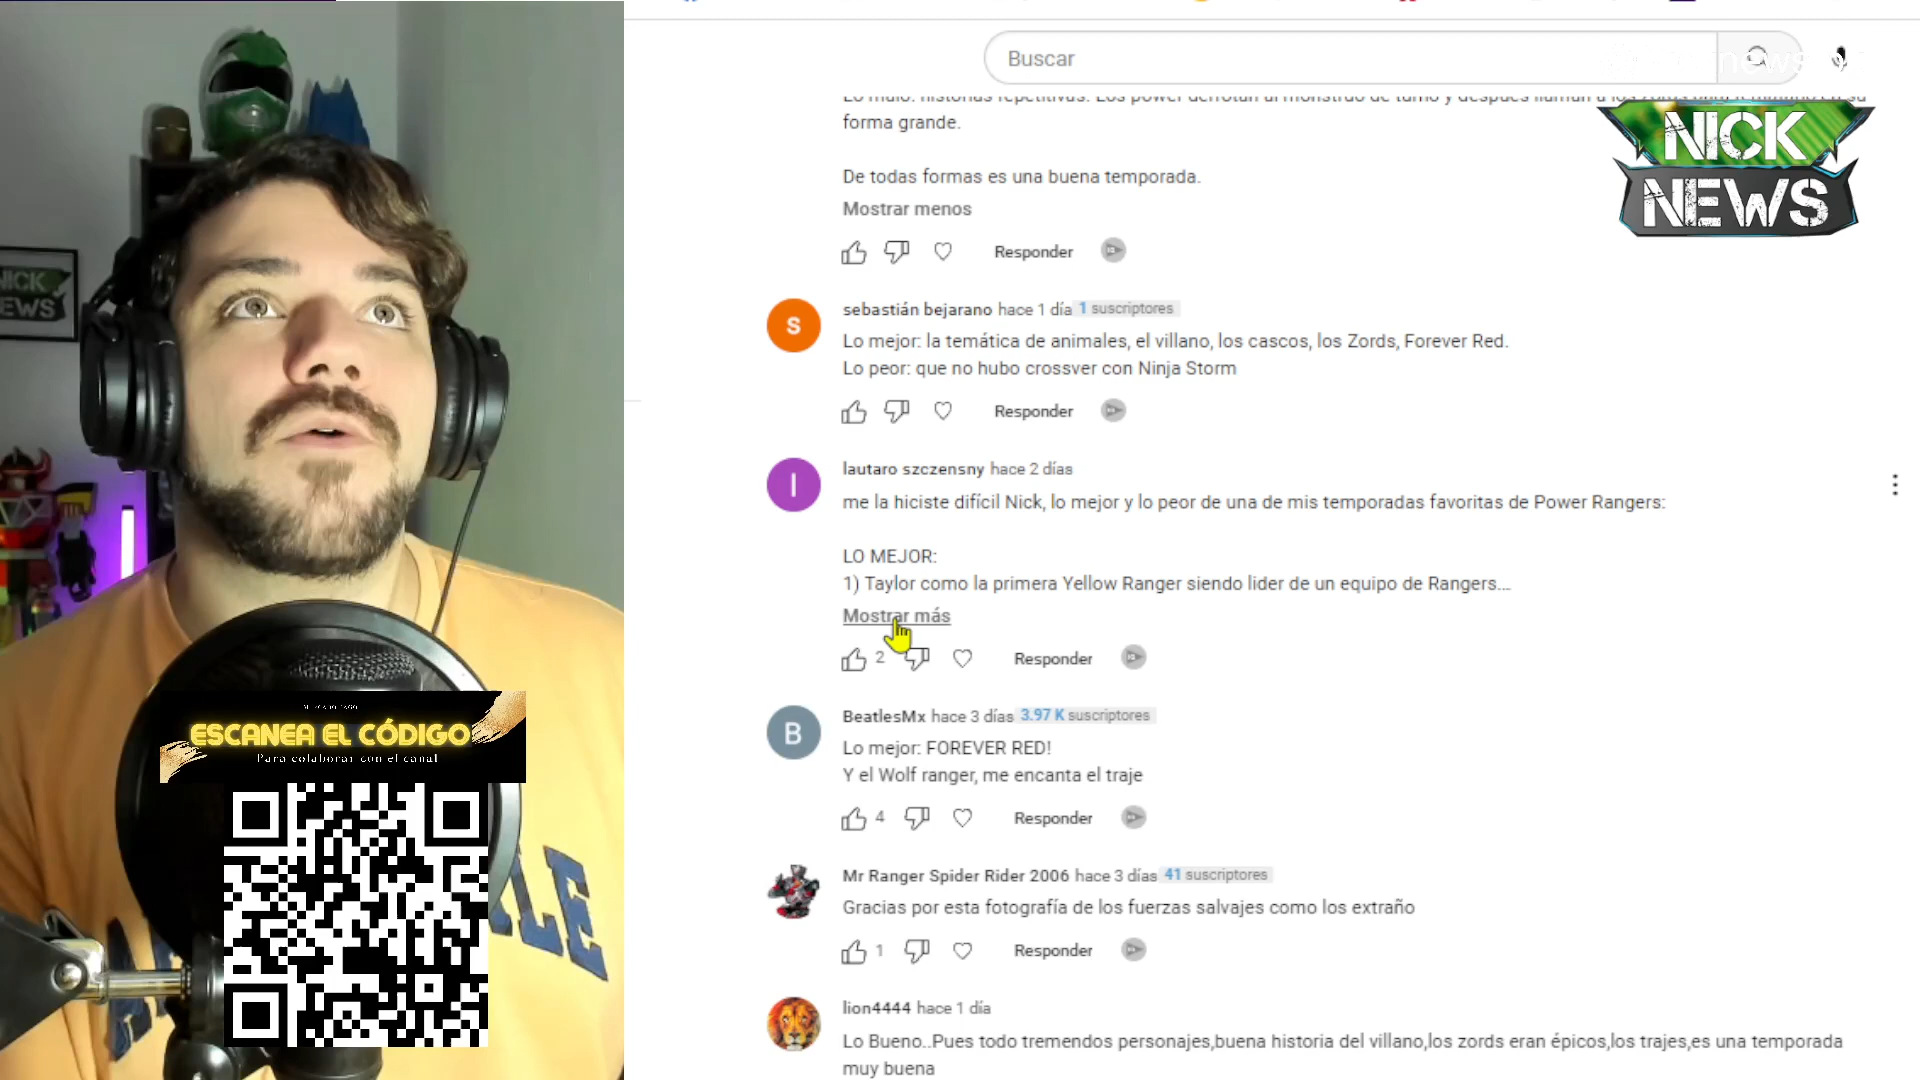 Buscar
forma grande.
De todas formas es una buena temporada.
Mostrar menos
Responder
NICK
NEWS
S
sebastián bejarano hace 1 día 1 suscriptores
Lo mejor: la temática de animales, el villano, los cascos, los Zords, Forever Red.
Lo peor: que no hubo crossver con Ninja Storm
Responder
l
lautaro szczensny hace 2 días
me la hiciste difícil Nick, lo mejor y lo peor de una de mis temporadas favoritas de Power Rangers:
LO MEJOR:
1) Taylor como la primera Yellow Ranger siendo lider de un equipo de Rangers...
Mostrar más
2
Responder
B
BeatlesMx hace 3 días 3.97 K suscriptores
Lo mejor: FOREVER RED!
Y el Wolf ranger, me encanta el traje
4
Responder
Mr Ranger Spider Rider 2006 hace 3 días 41 suscriptores
Gracias por esta fotografía de los fuerzas salvajes como los extraño
1
Responder
lion4444 hace 1 día
Lo Bueno..Pues todo tremendos personajes,buena historia del villano,los zords eran épicos,los trajes,es una temporada
muy buena
NICK
NEWS
ESCANEA EL CÓDIGO
Para colaborar con el canal